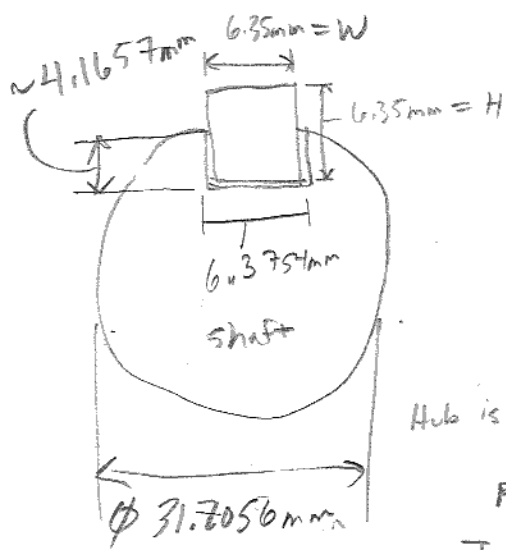 6.35mm = W
~4.1657mm
6.35mm = H
6.3754mm
shaft
Hub is
Ø 31.7056mm